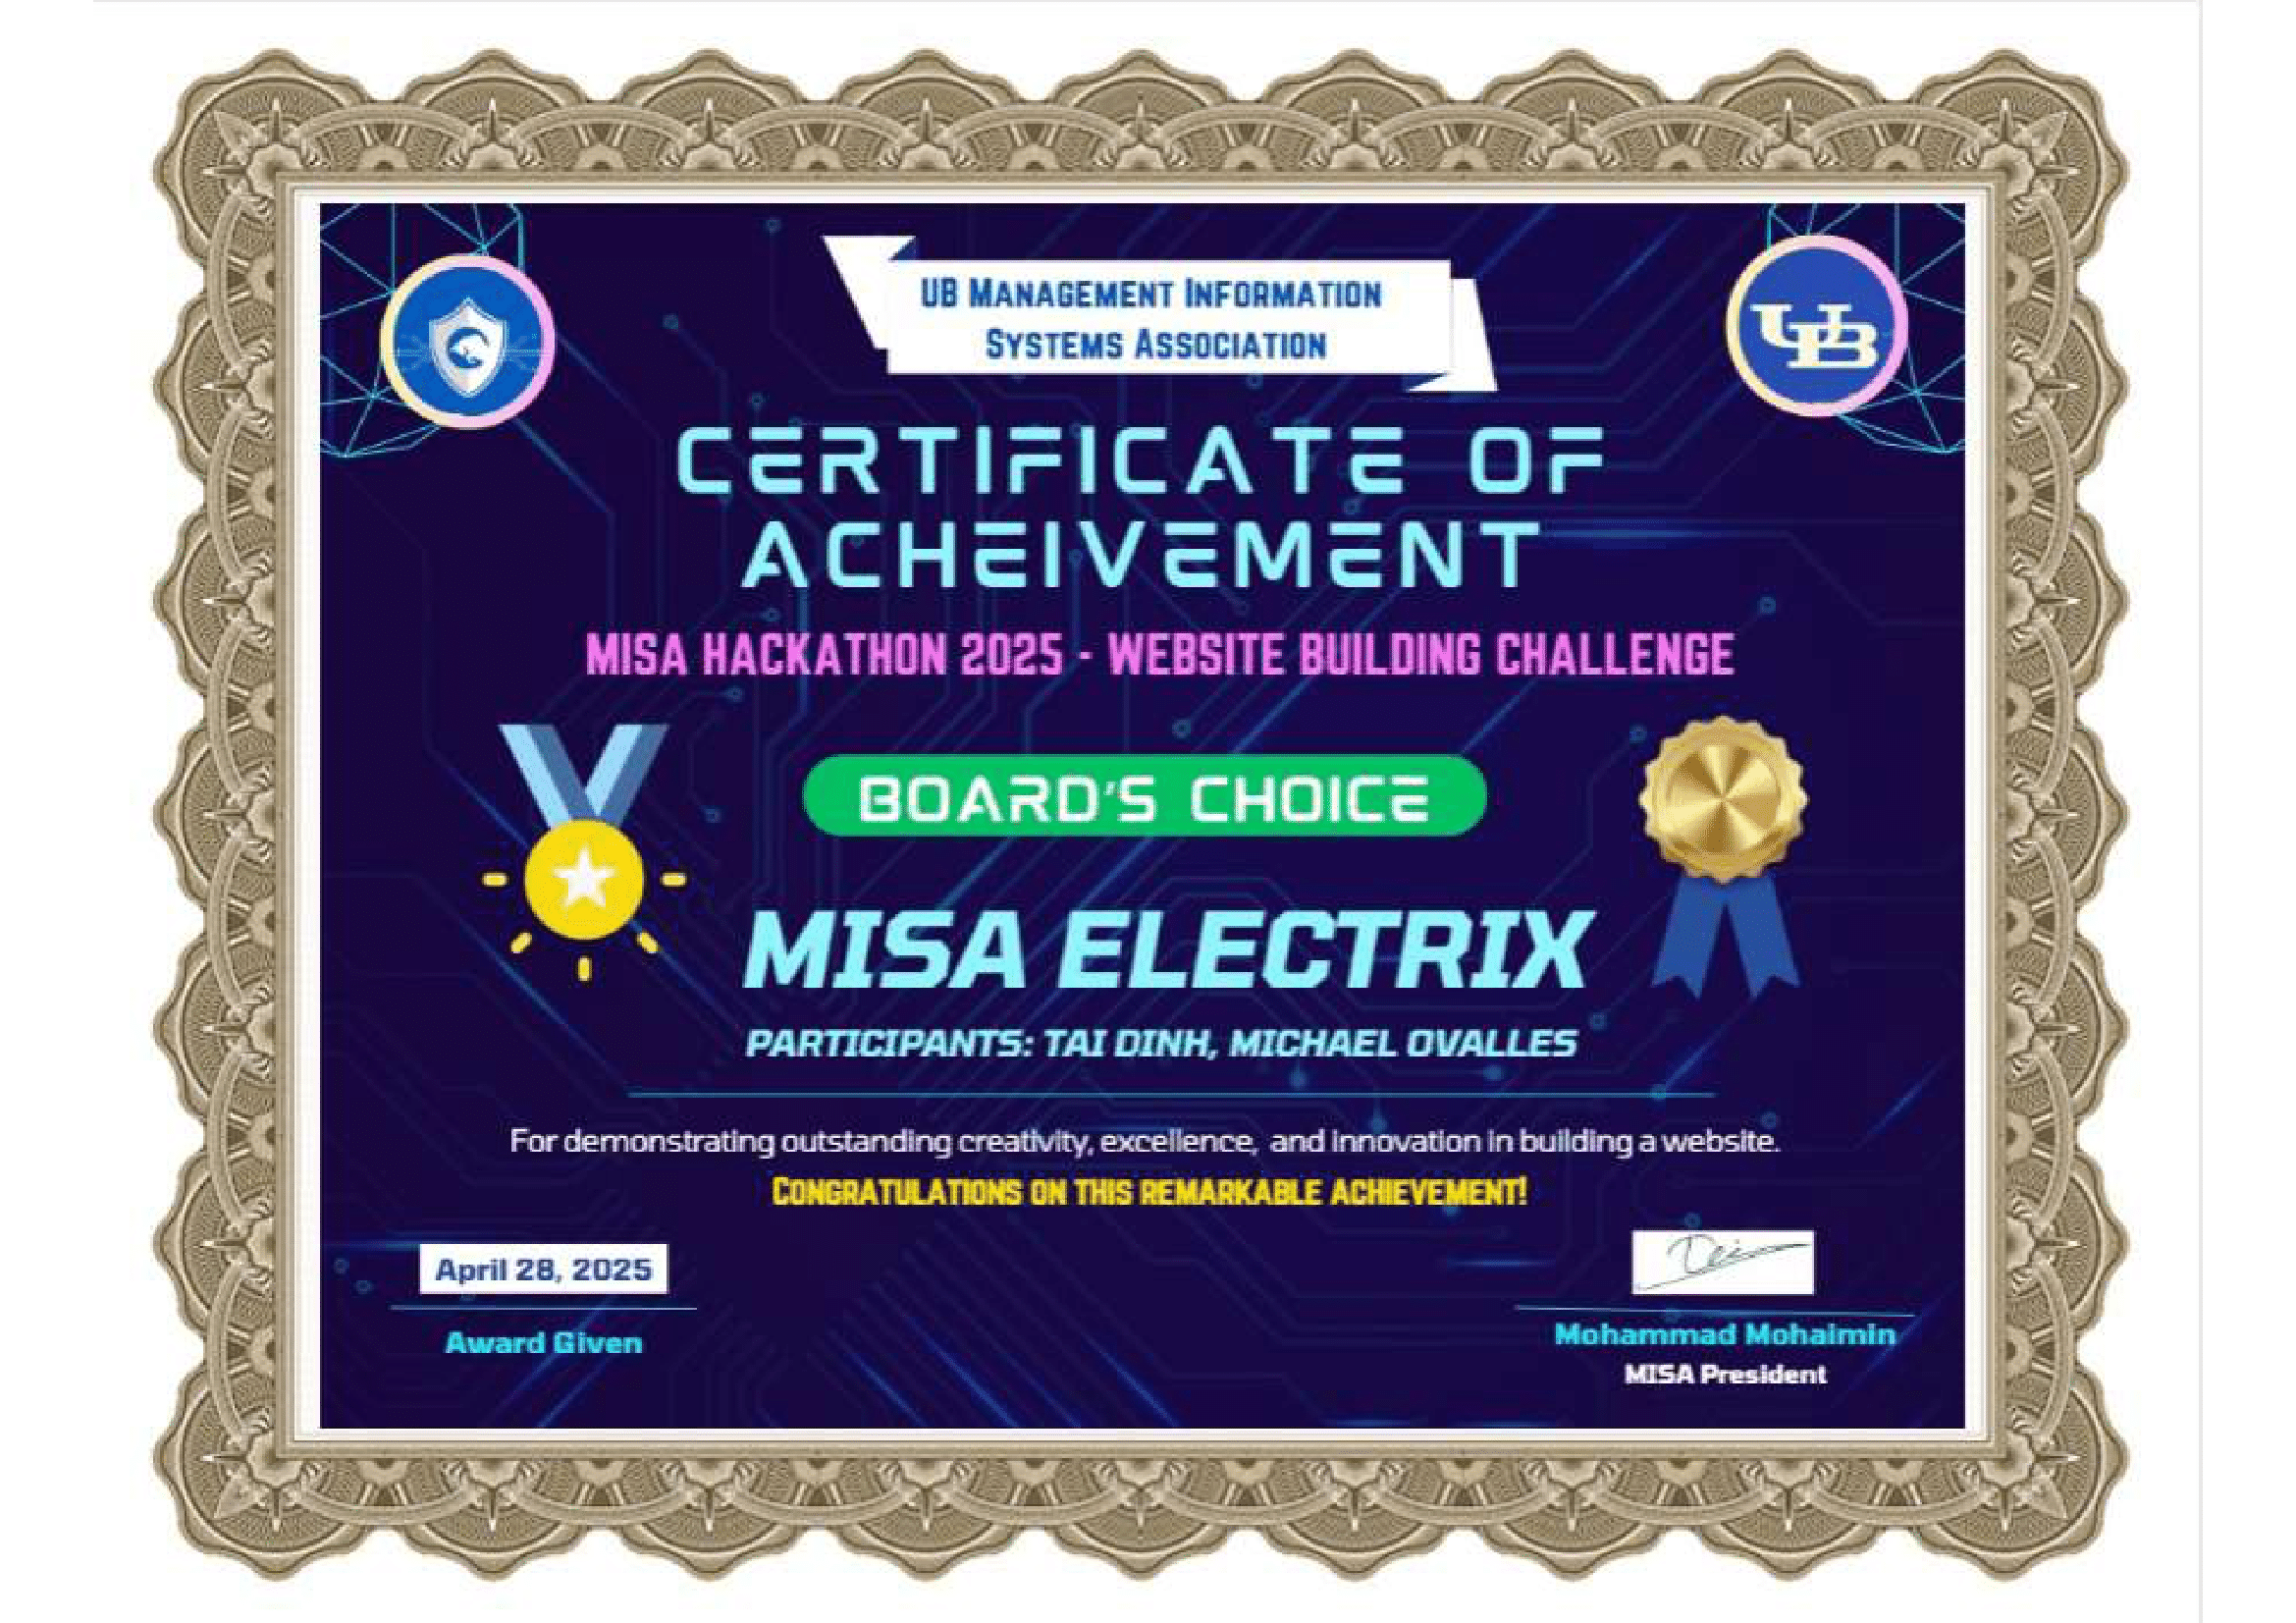 UB MANAGEMENT INFORMATION
SYSTEMS ASSOCIATION
UB
CERTIFICATE OF
ACHEIVEMENT
MISA HACKATHON 2025 - WEBSITE BUILDING CHALLENGE
BOARD'S CHOICE
MISA ELECTRIX
PARTICIPANTS: TAI DINH, MICHAEL OVALLES
For demonstrating outstanding creativity, excellence, and innovation in building a website.
CONGRATULATIONS ON THIS REMARKABLE ACHIEVEMENT!
April 28, 2025
Award Given
Mohammad Mohaimin
MISA President